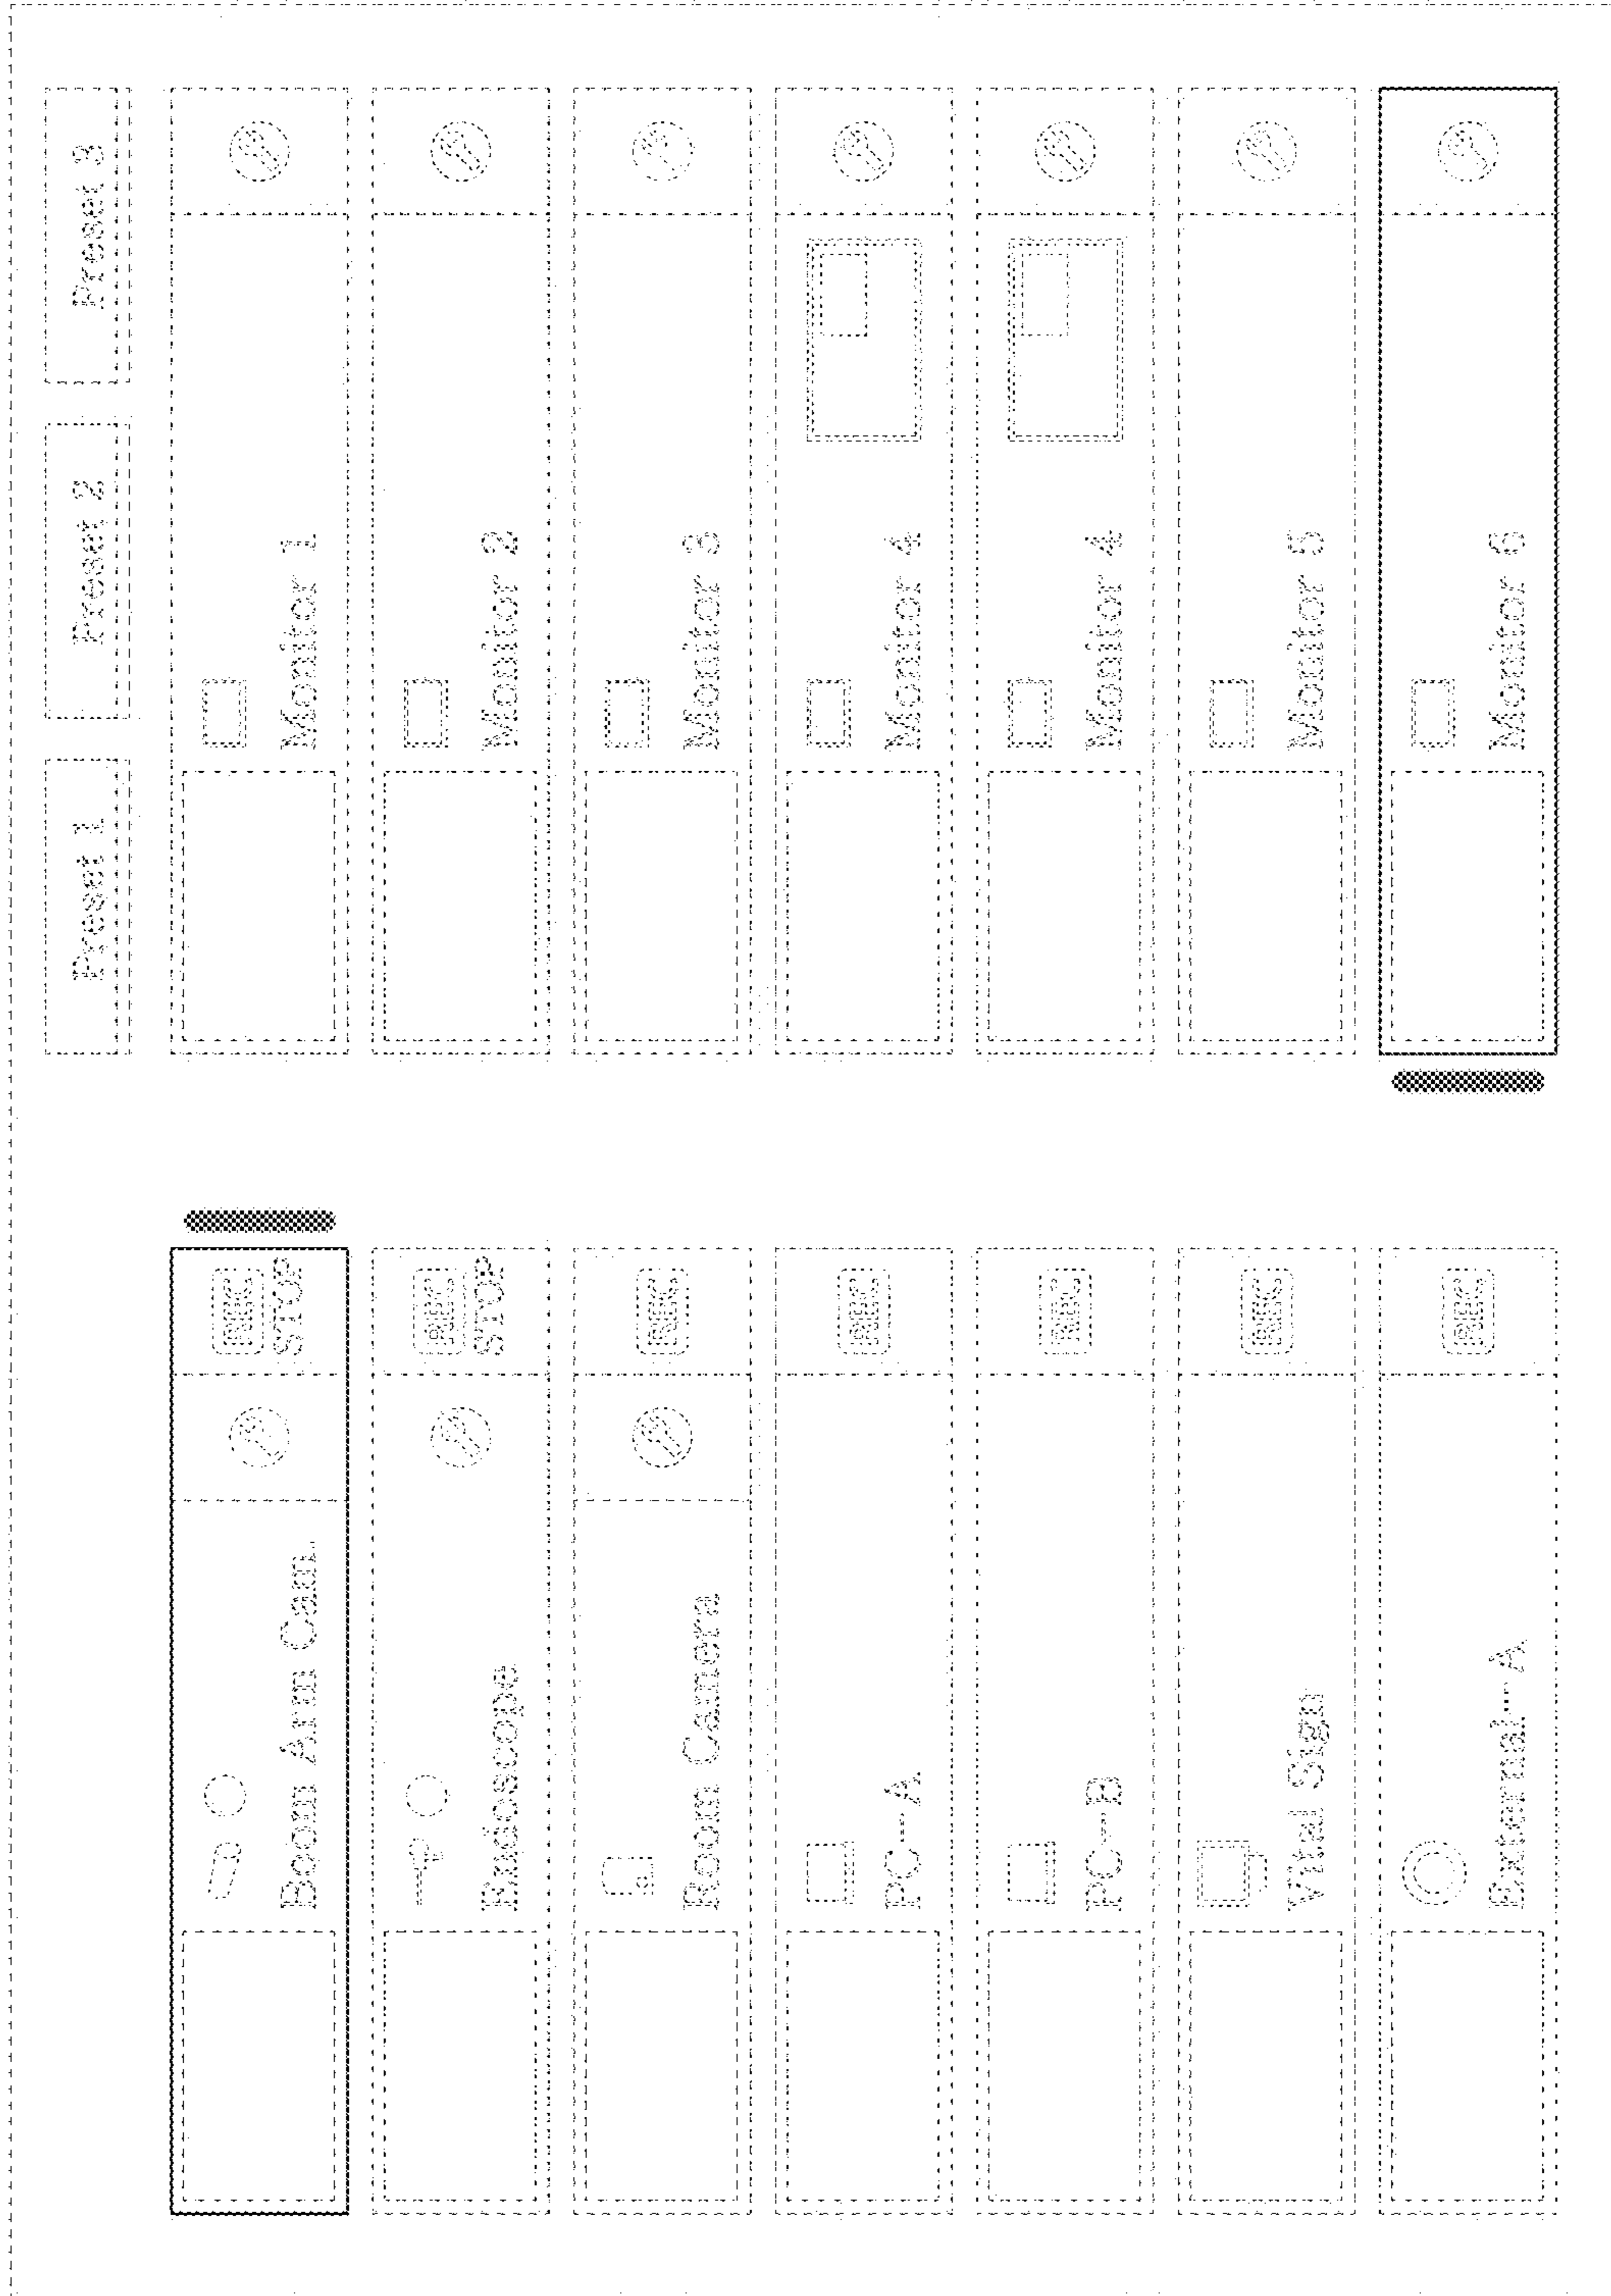 Preset 1
Preset 2
Preset 3
Boom Arm Cam.
REC
STOP
Endoscope
REC
STOP
Room Camera
REC
PC-A
REC
PC-B
REC
Vital Sign
REC
External-A
REC
Monitor 1
Monitor 2
Monitor 3
Monitor 4
Monitor 4
Monitor 5
Monitor 6